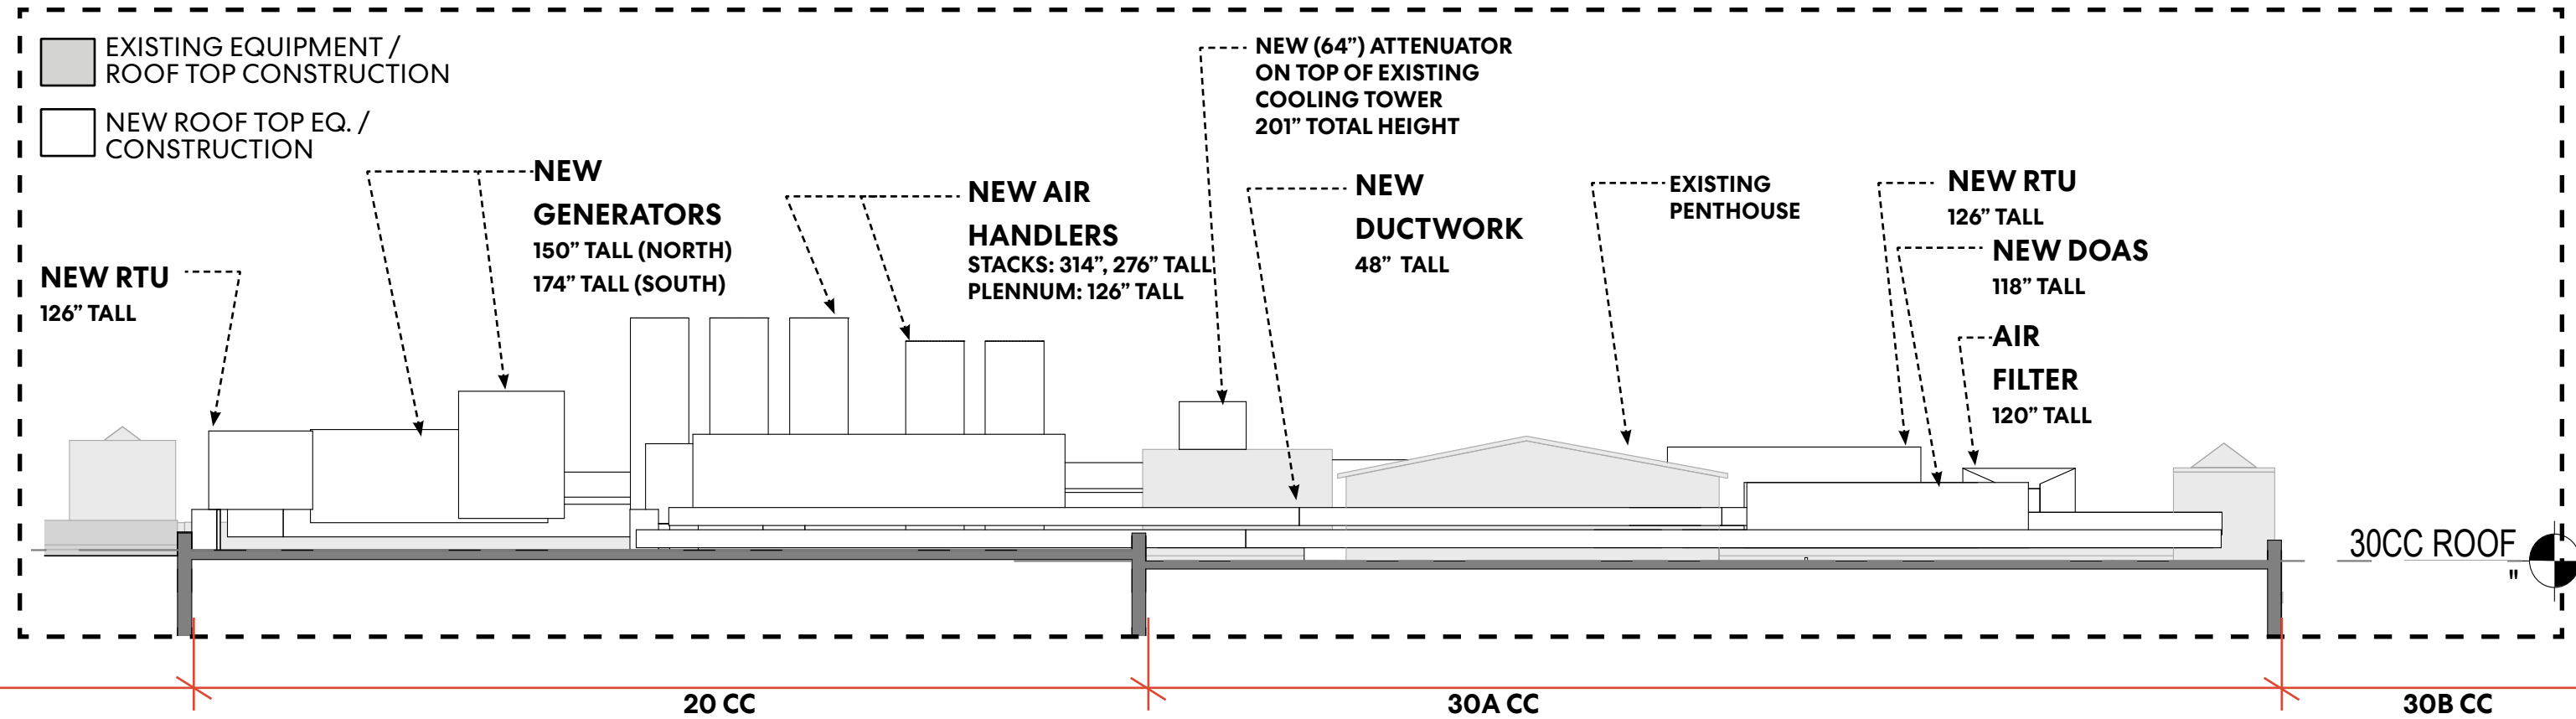 EXISTING EQUIPMENT /
ROOF TOP CONSTRUCTION
NEW ROOF TOP EQ. /
CONSTRUCTION
NEW RTU
126” TALL
NEW
GENERATORS
150” TALL (NORTH)
174” TALL (SOUTH)
NEW AIR
HANDLERS
STACKS: 314”, 276” TALL
PLENNUM: 126” TALL
NEW (64”) ATTENUATOR
ON TOP OF EXISTING
COOLING TOWER
201” TOTAL HEIGHT
NEW
DUCTWORK
48” TALL
EXISTING
PENTHOUSE
NEW RTU
126” TALL
NEW DOAS
118” TALL
AIR
FILTER
120” TALL
30CC ROOF
"
20 CC
30A CC
30B CC